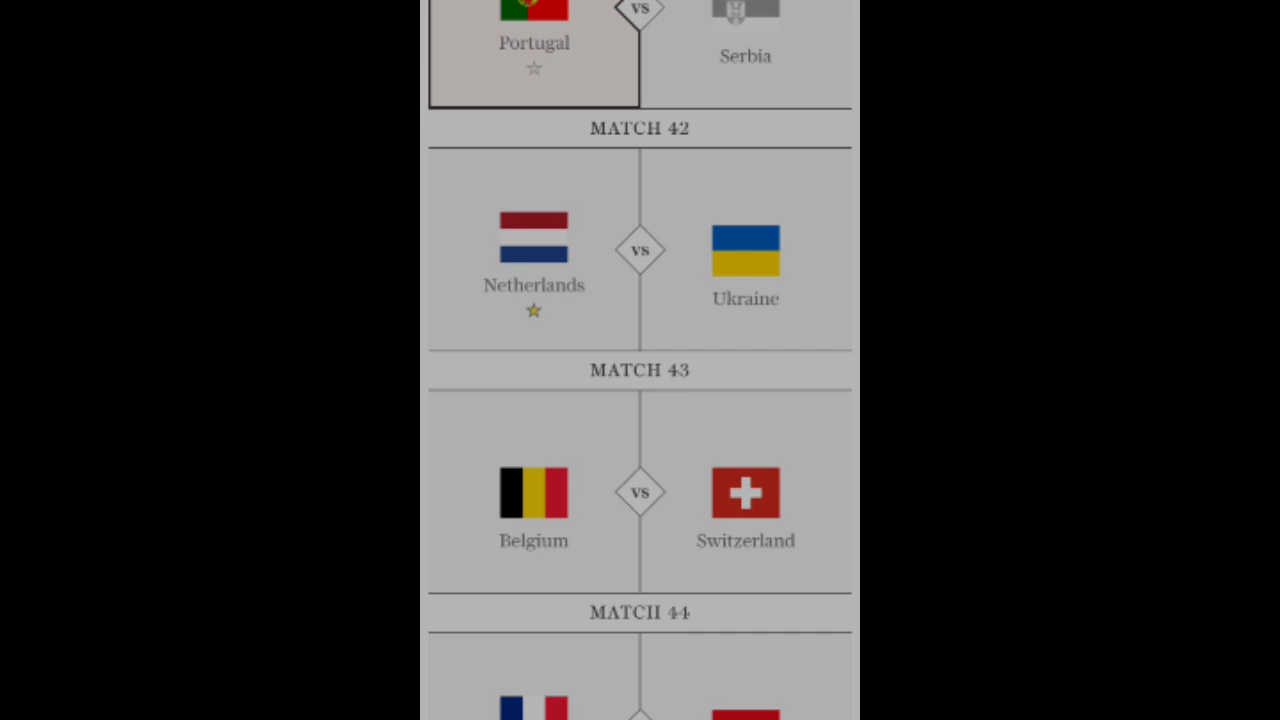 vs
Portugal
Serbia
MATCH 42
Netherlands
vs
Ukraine
MATCH 43
Belgium
vs
Switzerland
MATCH 44